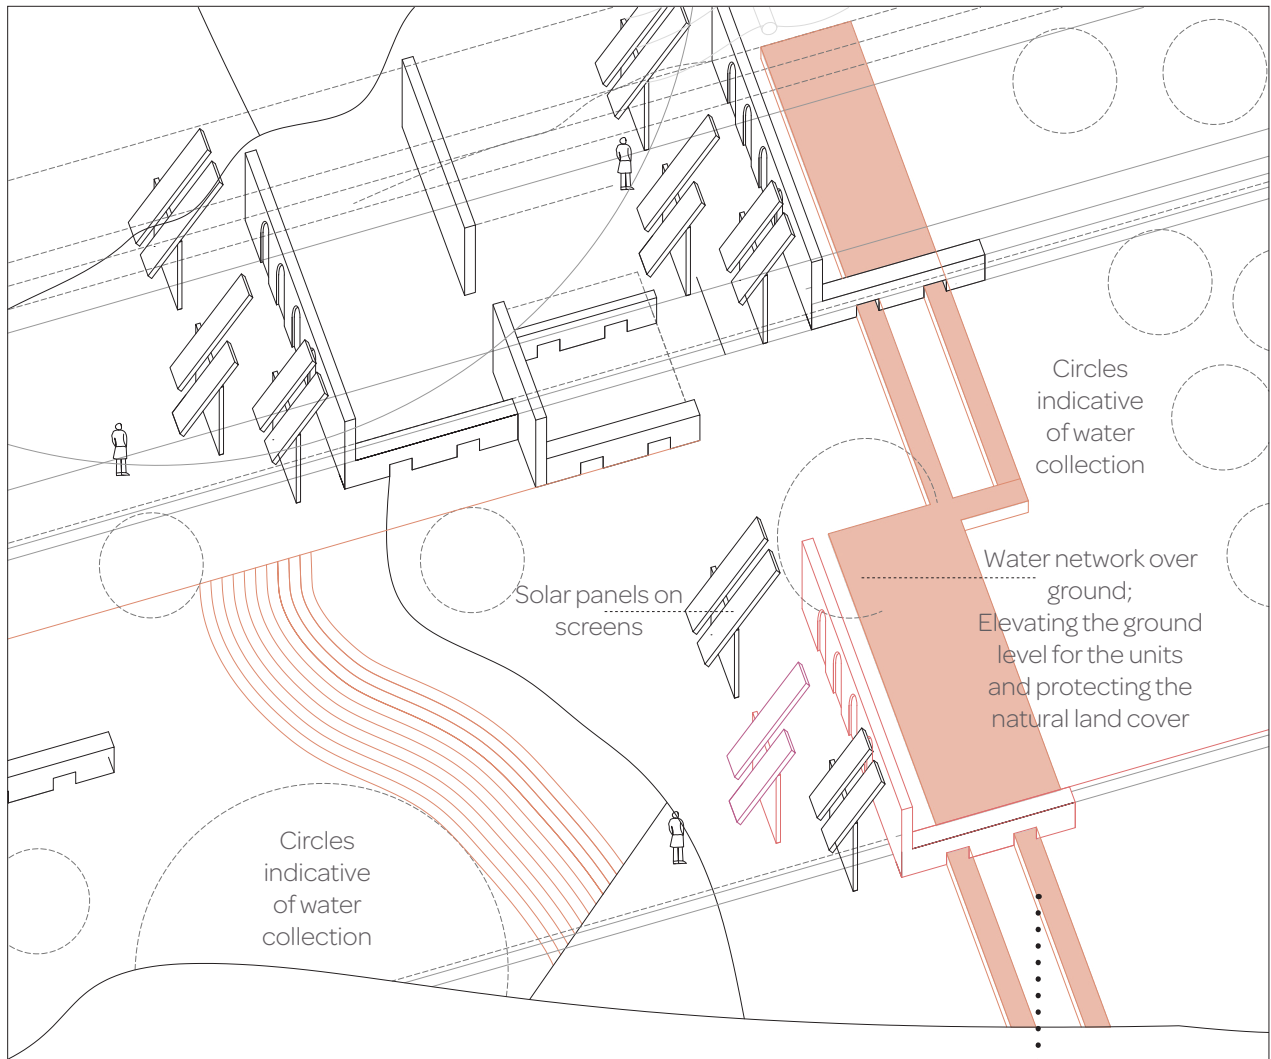 Circles
indicative
of water
collection
Solar panels on
screens
Water network over
ground;
Elevating the ground
level for the units
and protecting the
natural land cover
Circles
indicative
of water
collection